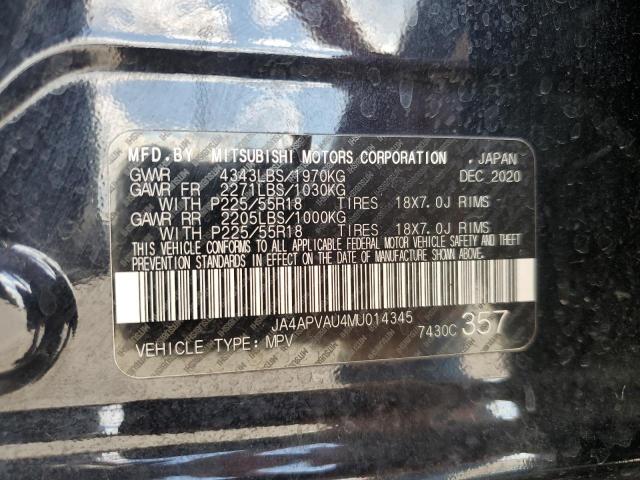 MFD.BY MITSUBISHI MOTORS CORPORATION , JAPAN
GVWR 4343LBS/1970KG DEC 2020
GAWR FR 2271LBS/1030KG
WITH P225/55R18 TIRES 18X7.0J RIMS
GAWR RR 2205LBS/1000KG
WITH P225/55R18 TIRES 18X7.0J RIMS
THIS VEHICLE CONFORMS TO ALL APPLICABLE FEDERAL MOTOR VEHICLE SAFETY AND THEFT
PREVENTION STANDARDS IN EFFECT ON THE DATE OF MANUFACTURE SHOWN ABOVE.
JA4APVAU4MU014345
VEHICLE TYPE:MPV 7430C 357